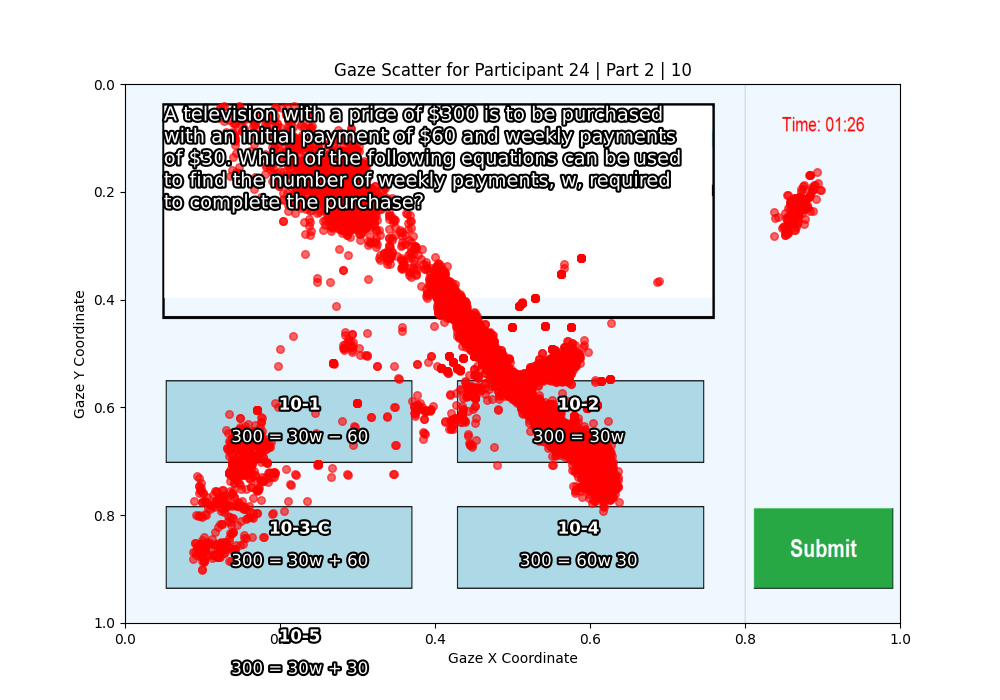 Gaze Scatter for Participant 24 | Part 2 | 10
A television with a price of $300 is to be purchased
with an initial payment of $60 and weekly payments
of $30. Which of the following equations can be used
to find the number of weekly payments, w, required
to complete the purchase?
Time: 01:26
10-1
300 = 30w − 60
10-2
300 = 30w
10-3-C
300 = 30w + 60
10-4
300 = 60w 30
Submit
10-5
300 = 30w + 30
0.0
0.2
0.4
0.6
0.8
1.0
Gaze Y Coordinate
0.0 0.2 0.4 0.6 0.8 1.0
Gaze X Coordinate